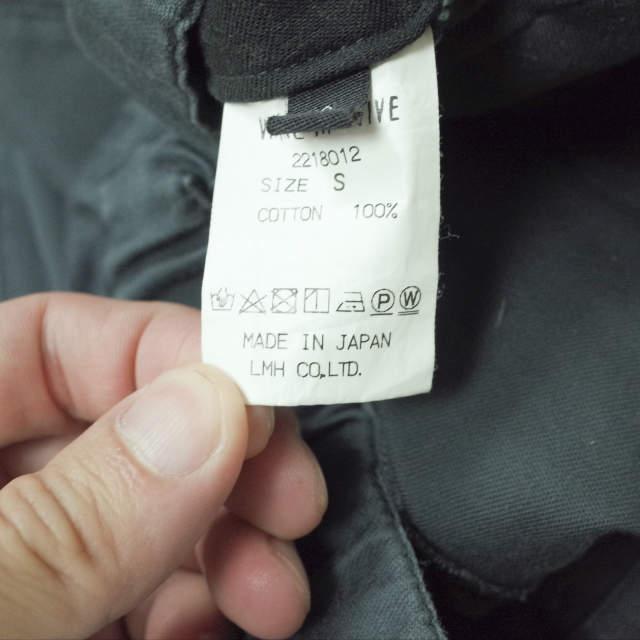 2218012
SIZE S
COTTON 100%
P W
MADE IN JAPAN
LMH CO.,LTD.